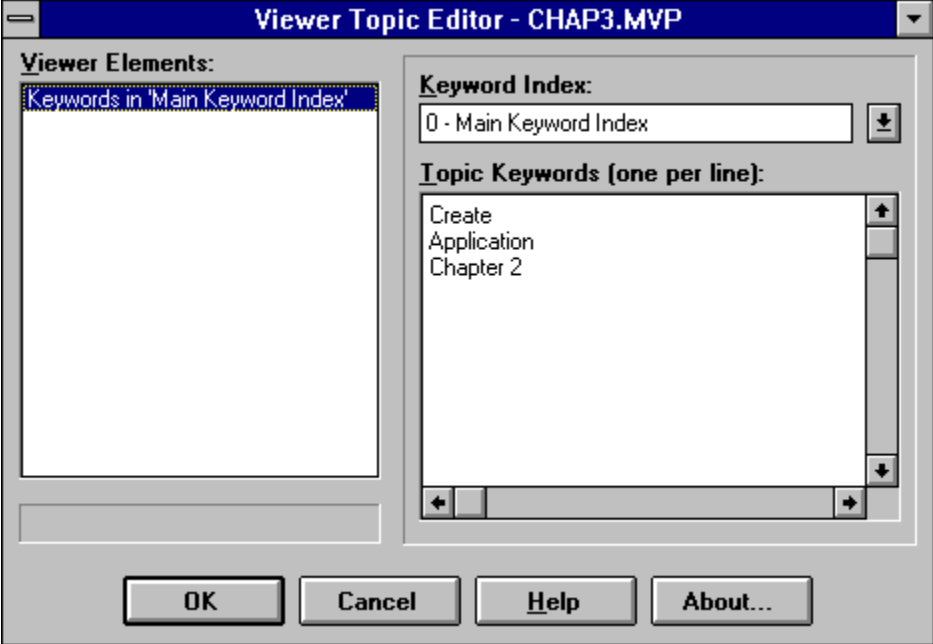 Viewer Topic Editor - CHAP3.MVP
Viewer Elements:
Keywords in 'Main Keyword Index'
Keyword Index:
0 - Main Keyword Index
Topic Keywords (one per line):
Create
Application
Chapter 2
OK
Cancel
Help
About...